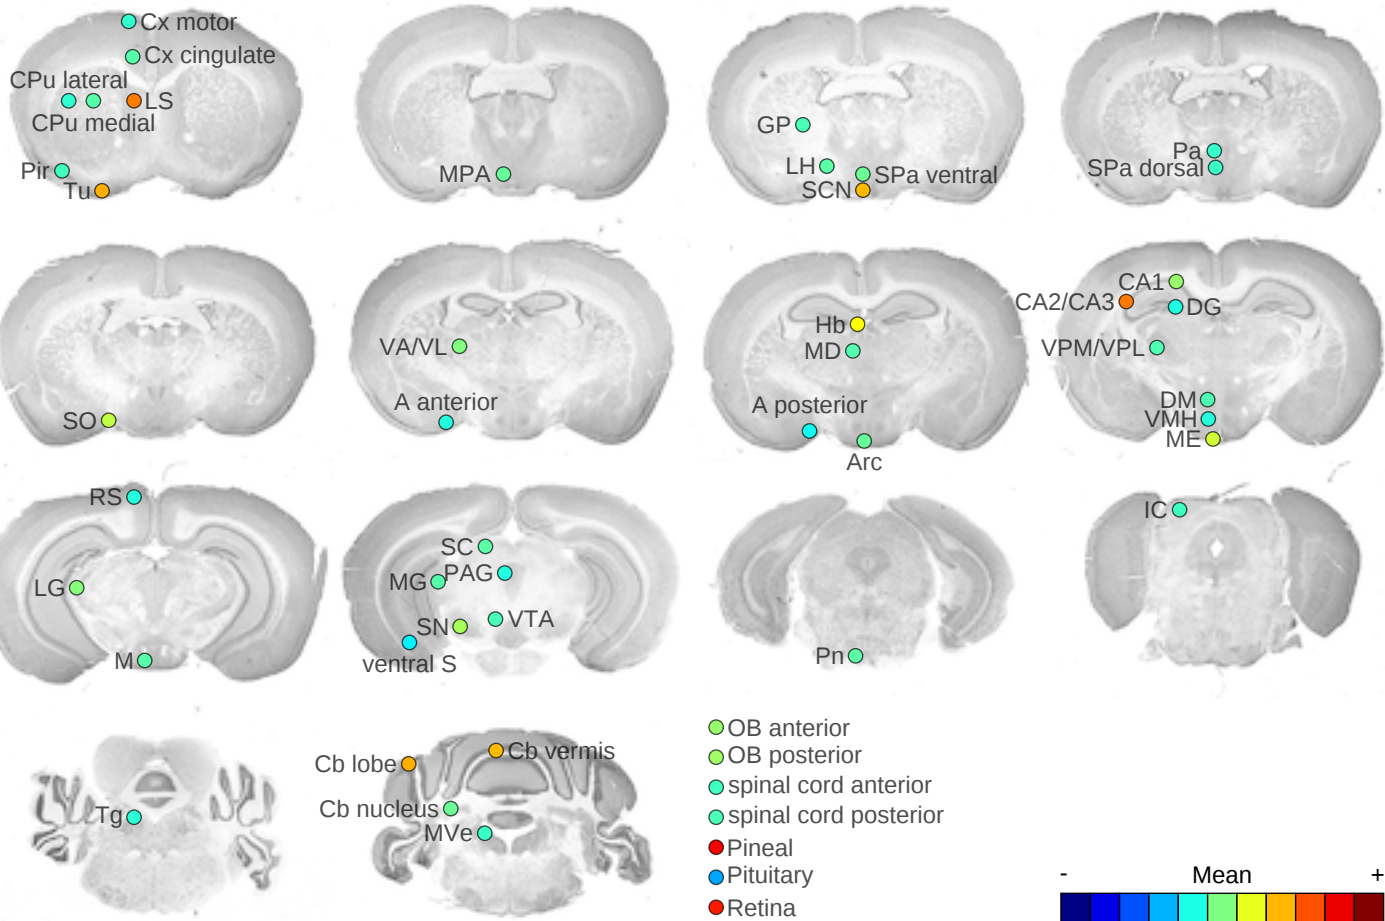 Cx motor
Cx cingulate
CPu lateral
LS
CPu medial
Pir
Tu
MPA
GP
LH
SPa ventral
SCN
Pa
SPa dorsal
SO
VA/VL
A anterior
Hb
MD
A posterior
Arc
CA1
CA2/CA3
DG
VPM/VPL
DM
VMH
ME
RS
LG
M
SC
PAG
MG
VTA
SN
ventral S
Pn
IC
Tg
Cb vermis
Cb lobe
Cb nucleus
MVe
OB anterior
OB posterior
spinal cord anterior
spinal cord posterior
Pineal
Pituitary
Retina
- Mean +